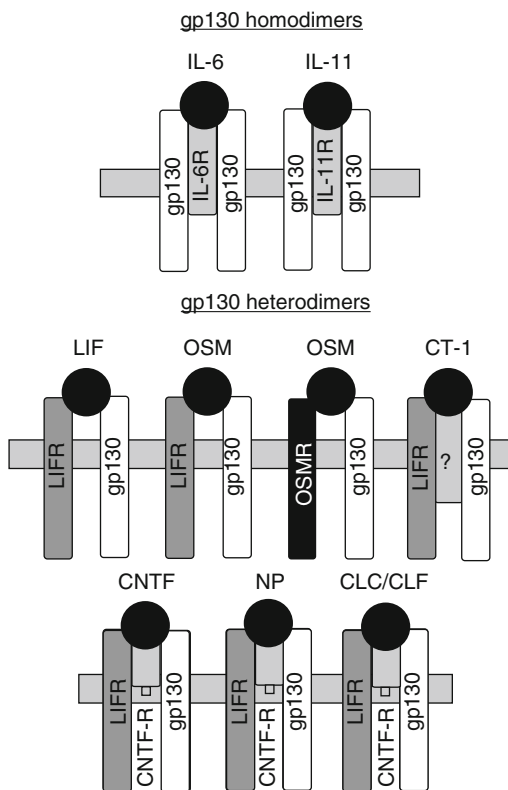 gp130 homodimers
IL-6 IL-11
gp130 IL-6R gp130 gp130 IL-11R gp130
gp130 heterodimers
LIF OSM OSM CT-1
LIFR gp130 LIFR gp130 OSMR gp130 LIFR ? gp130
CNTF NP CLC/CLF
LIFR CNTF-R gp130 LIFR CNTF-R gp130 LIFR CNTF-R gp130